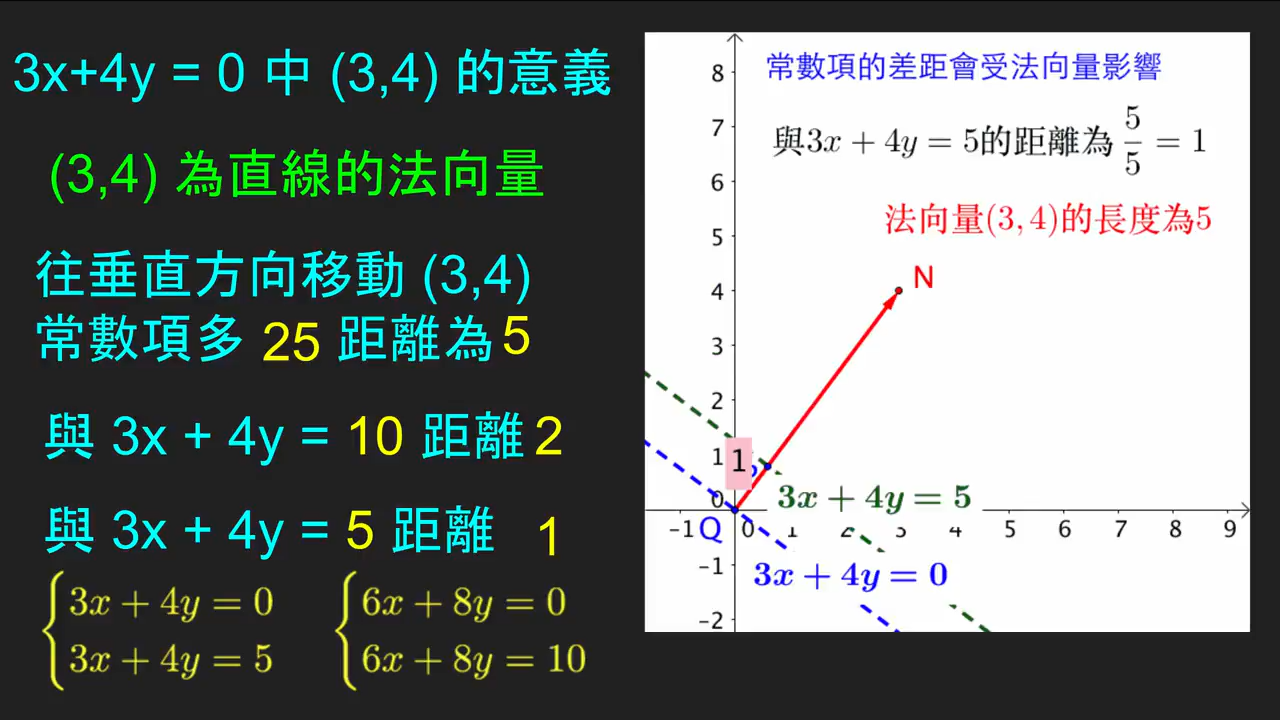 3x+4y = 0 中 (3,4) 的意義
(3,4) 為直線的法向量
往垂直方向移動 (3,4)
常數項多 25 距離為 5
與 3x + 4y = 10 距離 2
與 3x + 4y = 5 距離 1
3x + 4y = 0
3x + 4y = 5
6x + 8y = 0
6x + 8y = 10
常數項的差距會受法向量影響
與3x + 4y = 5的距離為 5/5 = 1
法向量(3, 4)的長度為5
N
8
7
6
5
4
3
2
1
0
-1
-2
1
3x + 4y = 5
-1 Q 0 1 2 3 4 5 6 7 8 9
3x + 4y = 0